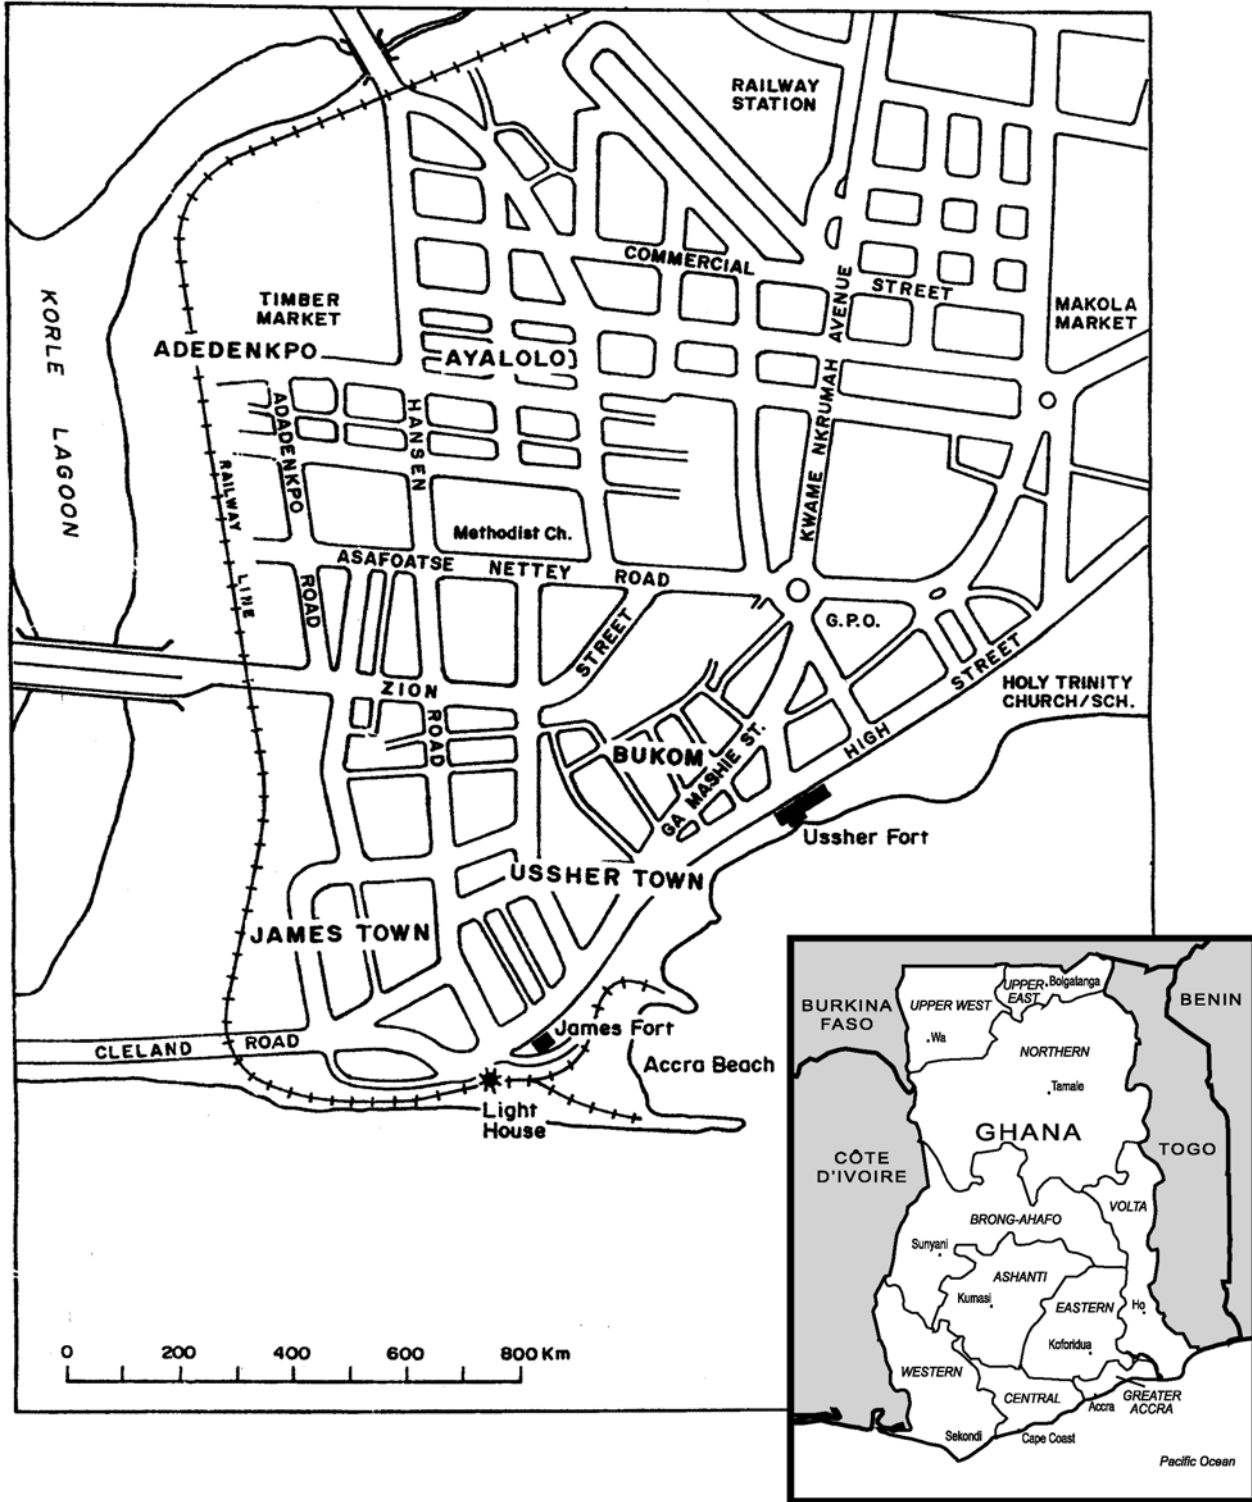 RAILWAY
STATION
COMMERCIAL
STREET
KWAME NKRUMAH AVENUE
MAKOLA
MARKET
TIMBER
MARKET
ADEDENKPO
AYALOLO
KORLE LAGOON
HANSEN
ADADENKPO
ROAD
RAILWAY
LINE
Methodist Ch.
ASAFOATSE NETTEY ROAD
STREET
G.P.O.
ZION
ROAD
HIGH STREET
HOLY TRINITY
CHURCH/SCH.
BUKOM
GA MASHIE ST.
Ussher Fort
USSHER TOWN
JAMES TOWN
James Fort
CLELAND ROAD
Accra Beach
Light
House
0 200 400 600 800 Km
BURKINA
FASO
UPPER WEST
UPPER
EAST
Bolgatanga
BENIN
Wa
NORTHERN
Tamale
GHANA
CÔTE
D'IVOIRE
TOGO
VOLTA
BRONG-AHAFO
Sunyani
ASHANTI
Kumasi
EASTERN
Ho
Koforidua
WESTERN
CENTRAL
GREATER
ACCRA
Accra
Sekondi
Cape Coast
Pacific Ocean